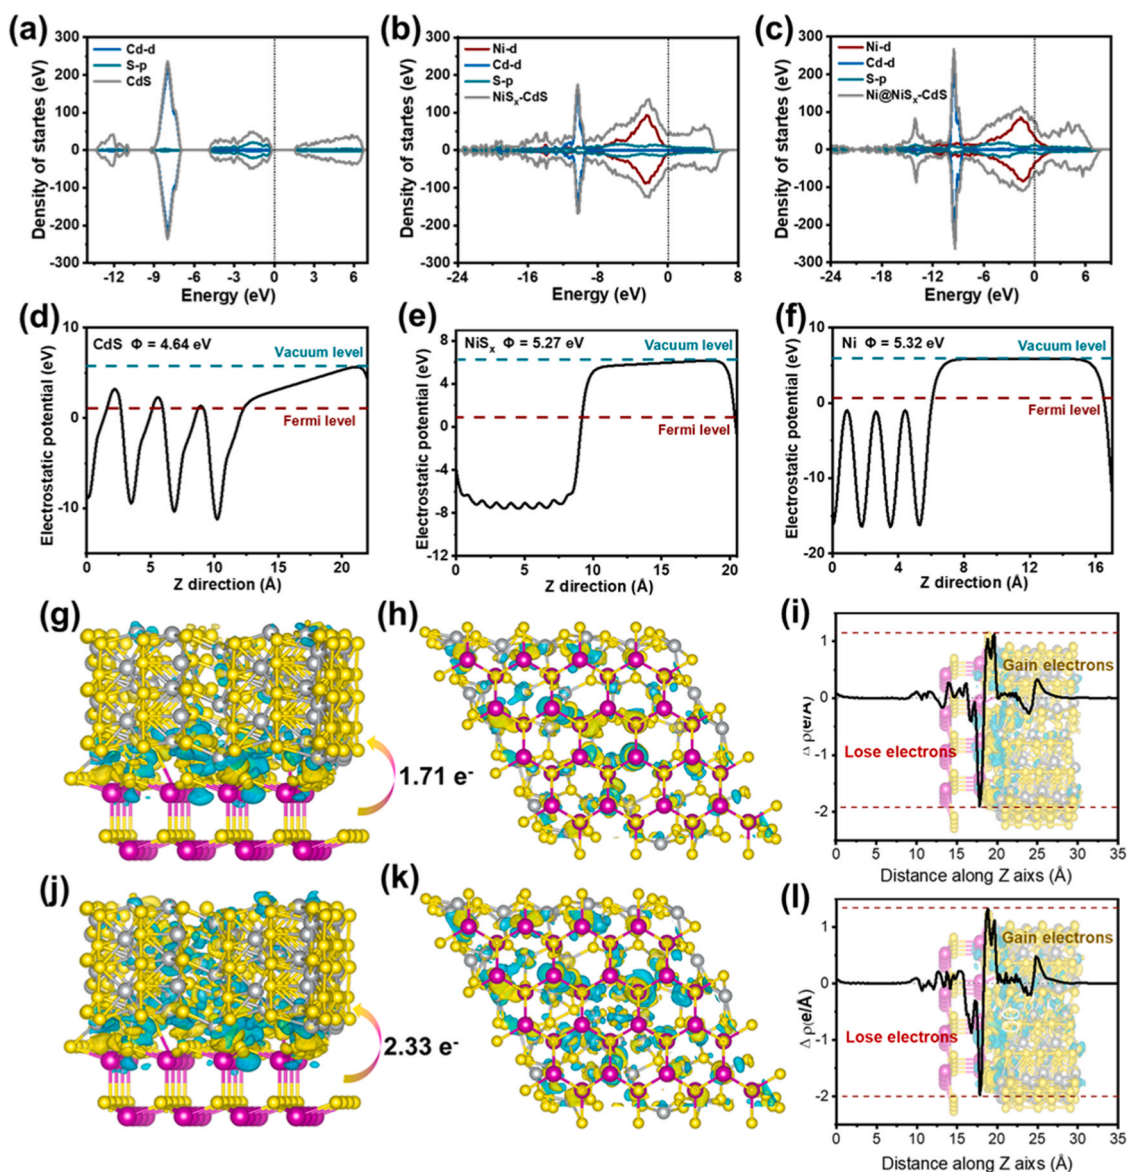 (a)
Density of startes (eV)
300
200
100
0
-100
-200
-300
Cd-d
S-p
CdS
-12 -9 -6 -3 0 3 6
Energy (eV)
(b)
Density of startes (eV)
300
200
100
0
-100
-200
-300
Ni-d
Cd-d
S-p
NiSₓ-CdS
-24 -16 -8 0 8
Energy (eV)
(c)
Density of startes (eV)
300
200
100
0
-100
-200
-300
Ni-d
Cd-d
S-p
Ni@NiSₓ-CdS
-24 -18 -12 -6 0 6
Energy (eV)
(d)
Electrostatic potential (eV)
10
0
-10
CdS Φ = 4.64 eV
Vacuum level
Fermi level
0 5 10 15 20
Z direction (Å)
(e)
Electrostatic potential (eV)
8
4
0
-4
-8
-12
NiSₓ Φ = 5.27 eV
Vacuum level
Fermi level
0 5 10 15 20
Z direction (Å)
(f)
Electrostatic potential (eV)
10
0
-10
-20
Ni Φ = 5.32 eV
Vacuum level
Fermi level
0 4 8 12 16
Z direction (Å)
(g)
1.71 e⁻
(h)
(i)
Δ ρ(e/Å)
1
0
-1
-2
Gain electrons
Lose electrons
0 5 10 15 20 25 30 35
Distance along Z aixs (Å)
(j)
2.33 e⁻
(k)
(l)
Δ ρ(e/Å)
1
0
-1
-2
Gain electrons
Lose electrons
0 5 10 15 20 25 30 35
Distance along Z aixs (Å)